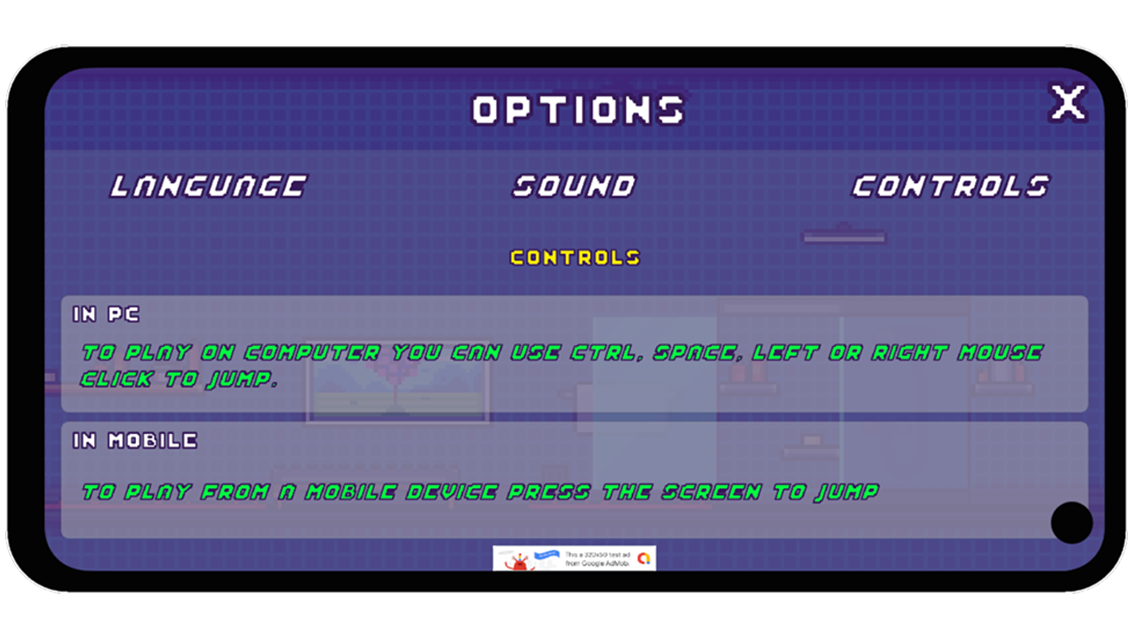 OPTIONS
X
LANGUAGE SOUND CONTROLS
CONTROLS
IN PC
TO PLAY ON COMPUTER YOU CAN USE CTRL, SPACE, LEFT OR RIGHT MOUSE
CLICK TO JUMP.
IN MOBILE
TO PLAY FROM A MOBILE DEVICE PRESS THE SCREEN TO JUMP
This a 320x50 test ad
from Google AdMob.